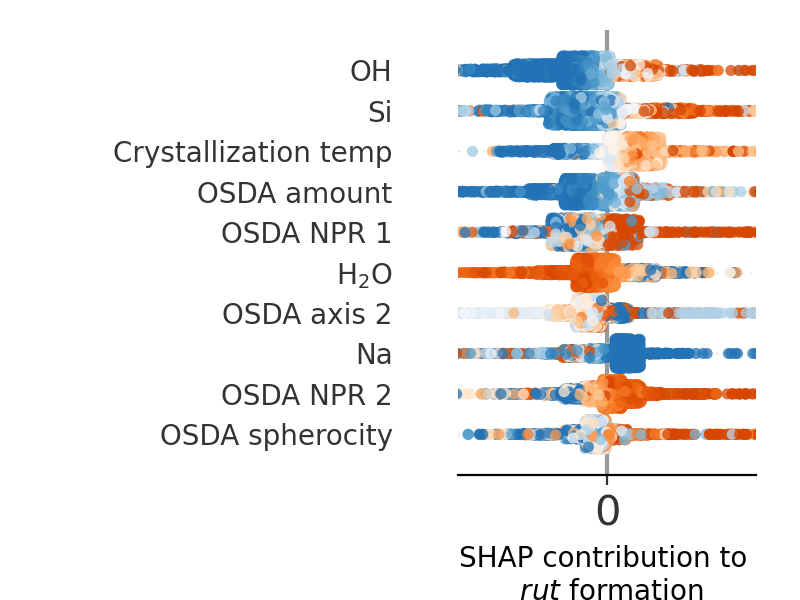 OH
Si
Crystallization temp
OSDA amount
OSDA NPR 1
H₂O
OSDA axis 2
Na
OSDA NPR 2
OSDA spherocity
0
SHAP contribution to
rut formation